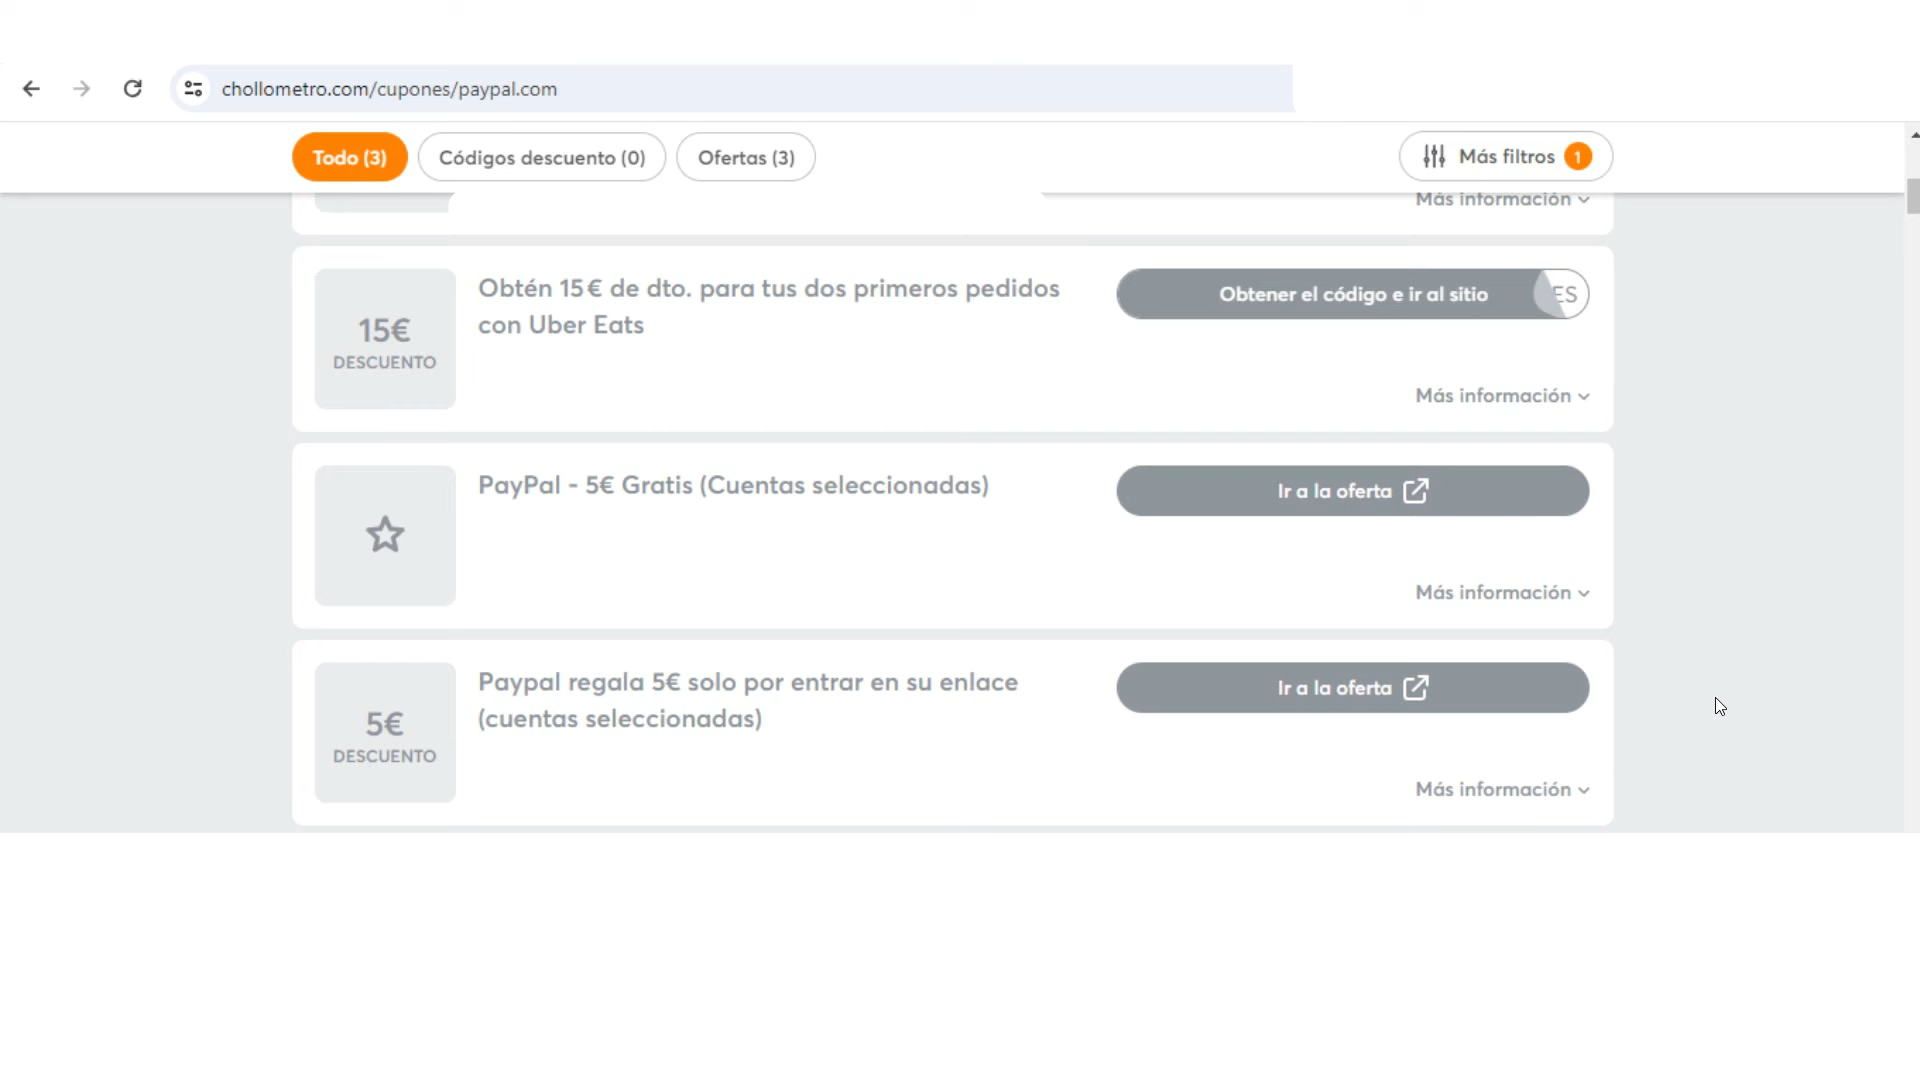 chollometro.com/cupones/paypal.com
Todo (3)
Códigos descuento (0)
Ofertas (3)
Más filtros 1
Más información
15€
DESCUENTO
Obtén 15€ de dto. para tus dos primeros pedidos
con Uber Eats
Obtener el código e ir al sitio
ES
Más información
PayPal - 5€ Gratis (Cuentas seleccionadas)
Ir a la oferta
Más información
5€
DESCUENTO
Paypal regala 5€ solo por entrar en su enlace
(cuentas seleccionadas)
Ir a la oferta
Más información